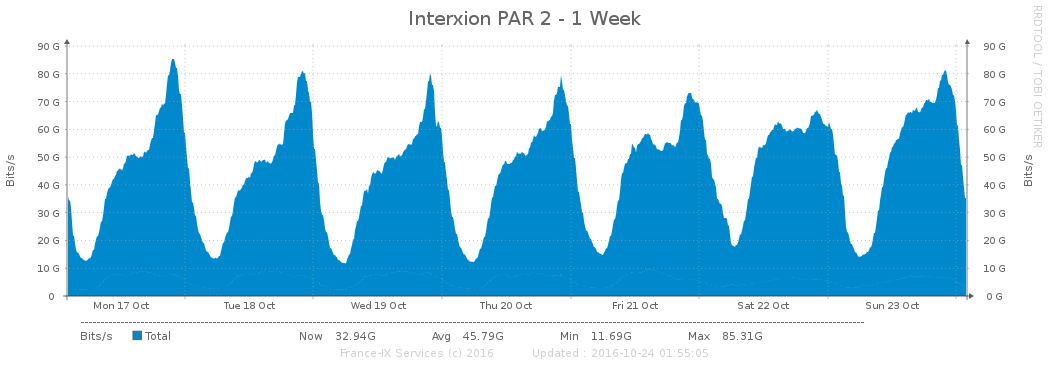 Interxion PAR 2 - 1 Week
RRDTOOL / TOBI OETIKER
Bits/s
90 G 90 G
80 G 80 G
70 G 70 G
60 G 60 G
50 G 50 G
40 G 40 G
30 G 30 G
20 G 20 G
10 G 10 G
0 0 G
Bits/s
Mon 17 Oct Tue 18 Oct Wed 19 Oct Thu 20 Oct Fri 21 Oct Sat 22 Oct Sun 23 Oct
Bits/s Total Now 32.94G Avg 45.79G Min 11.69G Max 85.31G
France-IX Services (c) 2016 Updated : 2016-10-24 01:55:05